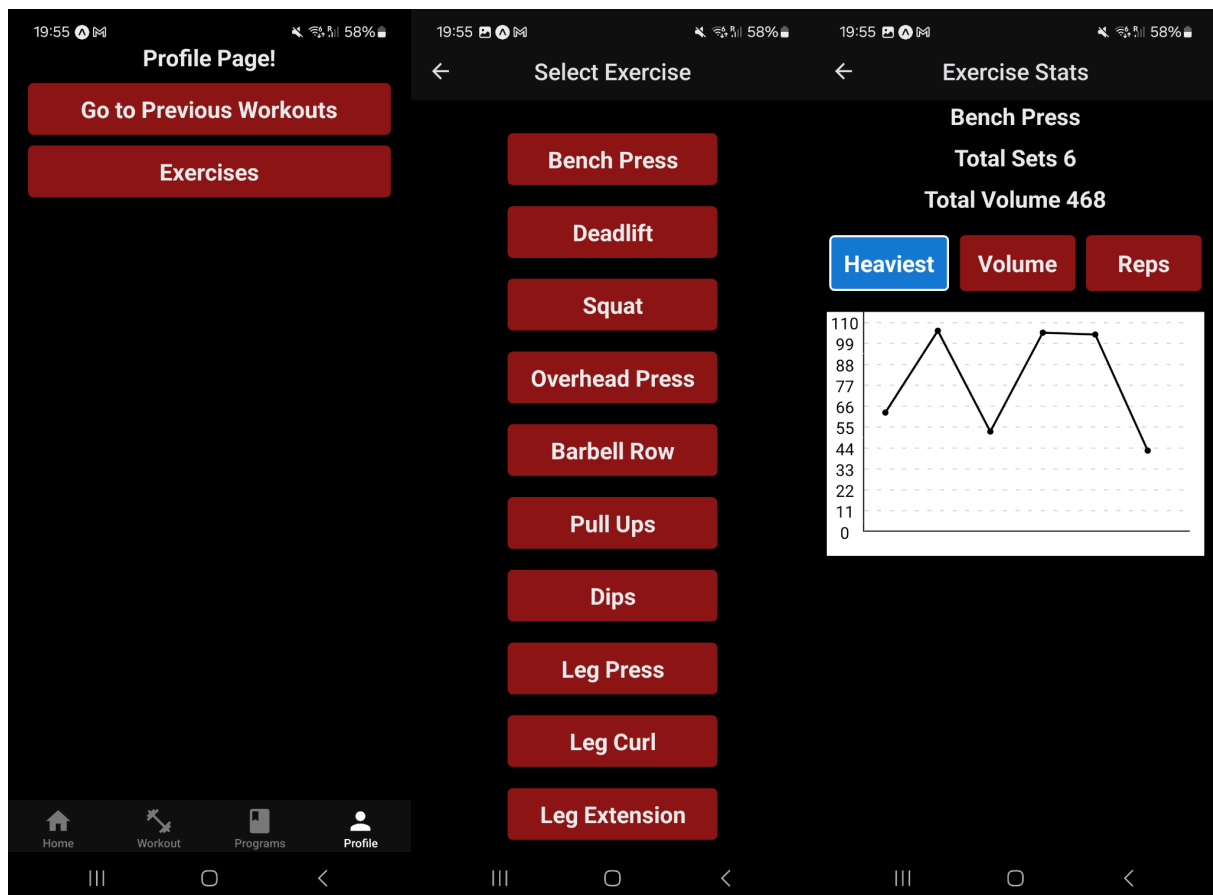 19:55 58%
Profile Page!
Go to Previous Workouts
Exercises
Home Workout Programs Profile
19:55 58%
Select Exercise
Bench Press
Deadlift
Squat
Overhead Press
Barbell Row
Pull Ups
Dips
Leg Press
Leg Curl
Leg Extension
19:55 58%
Exercise Stats
Bench Press
Total Sets 6
Total Volume 468
Heaviest Volume Reps
110
99
88
77
66
55
44
33
22
11
0